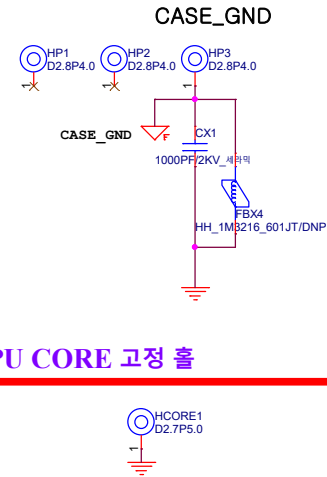 CASE_GND
HP1
D2.8P4.0
HP2
D2.8P4.0
HP3
D2.8P4.0
1
1
1
CASE_GND
F
CX1
1000PF/2KV_세라믹
FBX4
HH_1M3216_601JT/DNP
PU CORE 고정 홀
HCORE1
D2.7P5.0
1